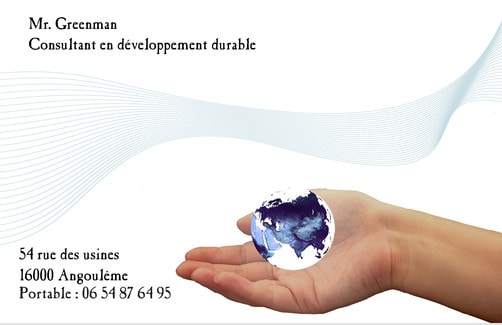 Mr. Greenman
Consultant en développement durable
54 rue des usines
16000 Angoulême
Portable : 06 54 87 64 95